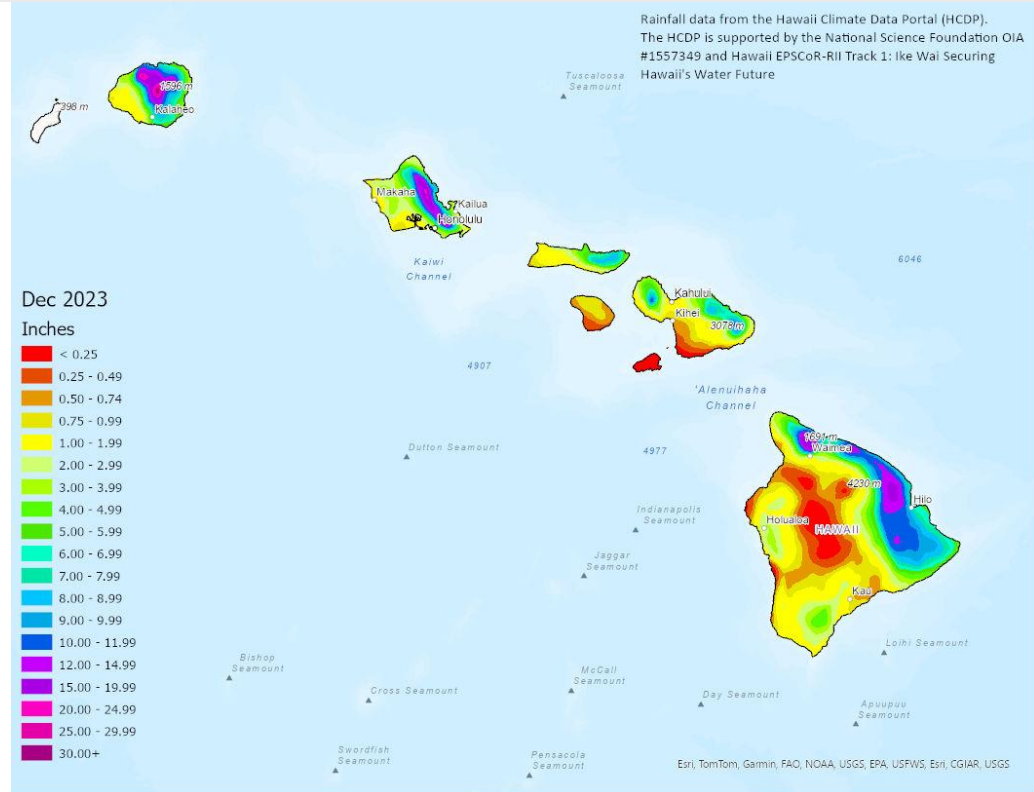 Rainfall data from the Hawaii Climate Data Portal (HCDP).
The HCDP is supported by the National Science Foundation OIA
#1557349 and Hawaii EPSCoR-RII Track 1: Ike Wai Securing
Hawaii's Water Future
Tuscaloosa
Seamount
1596 m
398 m
Kalaheo
Makaha
Kailua
Honolulu
Kaiwi
Channel
6046
Kahului
Kihei
3078 m
Dec 2023
Inches
< 0.25
0.25 - 0.49
0.50 - 0.74
0.75 - 0.99
1.00 - 1.99
2.00 - 2.99
3.00 - 3.99
4.00 - 4.99
5.00 - 5.99
6.00 - 6.99
7.00 - 7.99
8.00 - 8.99
9.00 - 9.99
10.00 - 11.99
12.00 - 14.99
15.00 - 19.99
20.00 - 24.99
25.00 - 29.99
30.00+
4907
'Alenuihaha
Channel
Dutton Seamount
4977
1691 m
Waimea
4230 m
Hilo
Indianapolis
Seamount
Holualoa
HAWAII
Jaggar
Seamount
Kau
Loihi Seamount
Bishop
Seamount
Cross Seamount
McCall
Seamount
Day Seamount
Apuupuu
Seamount
Swordfish
Seamount
Pensacola
Seamount
Esri, TomTom, Garmin, FAO, NOAA, USGS, EPA, USFWS, Esri, CGIAR, USGS